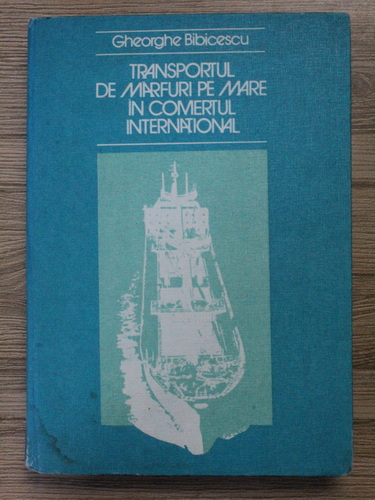 Gheorghe Bibicescu
TRANSPORTUL
DE MĂRFURI PE MARE
ÎN COMERȚUL
INTERNAȚIONAL